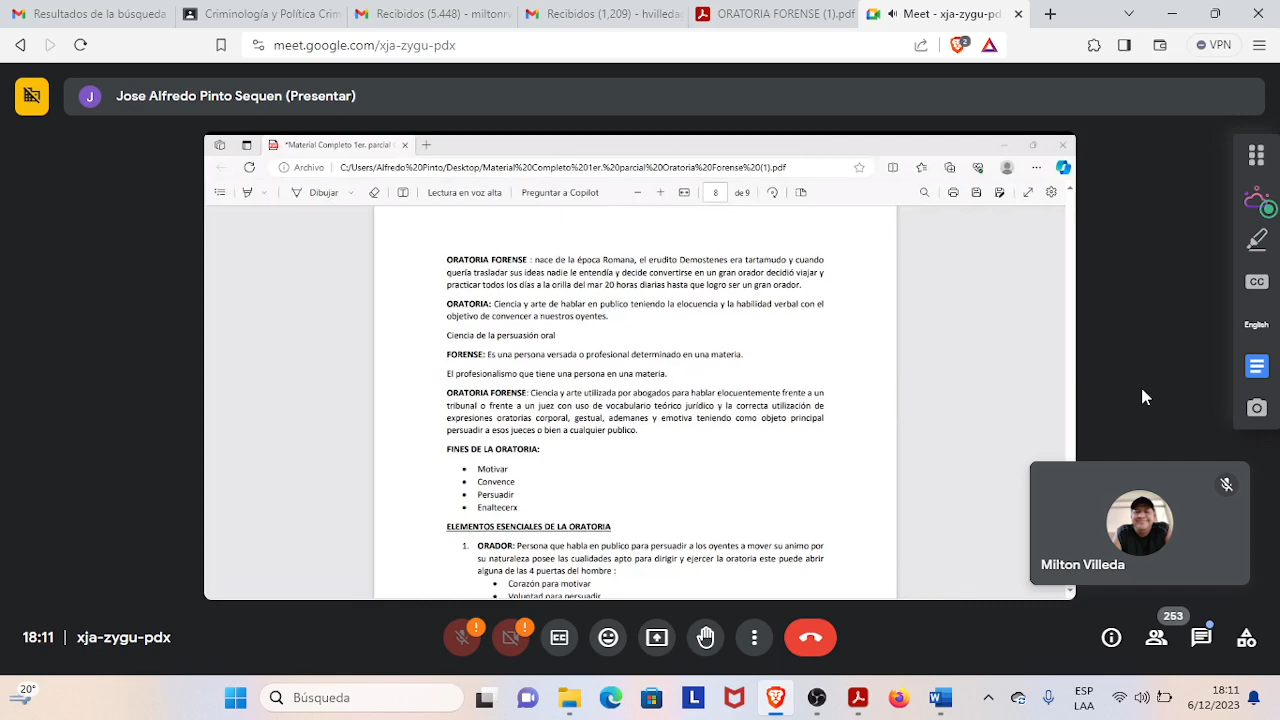 Resultados de la búsqueda
Criminología y Política Crim
Recibidos (5.448) - miltonrv
Recibidos (1,209) - hvilleda
ORATORIA FORENSE (1).pdf
Meet - xja-zygu-pd
meet.google.com/xja-zygu-pdx
2
VPN
J
Jose Alfredo Pinto Sequen (Presentar)
*Material Completo 1er. parcial
Archivo
C:/Users/Alfredo%20Pinto/Desktop/Material%20Completo%201er.%20parcial%20Oratoria%20Forense%20(1).pdf
Dibujar
Lectura en voz alta
Preguntar a Copilot
8
de 9
ORATORIA FORENSE : nace de la época Romana, el erudito Demostenes era tartamudo y cuando
quería trasladar sus ideas nadie le entendía y decide convertirse en un gran orador decidió viajar y
practicar todos los días a la orilla del mar 20 horas diarias hasta que logro ser un gran orador.
ORATORIA: Ciencia y arte de hablar en publico teniendo la elocuencia y la habilidad verbal con el
objetivo de convencer a nuestros oyentes.
Ciencia de la persuasión oral
FORENSE: Es una persona versada o profesional determinado en una materia.
El profesionalismo que tiene una persona en una materia.
ORATORIA FORENSE: Ciencia y arte utilizada por abogados para hablar elocuentemente frente a un
tribunal o frente a un juez con uso de vocabulario teórico jurídico y la correcta utilización de
expresiones oratorias corporal, gestual, ademanes y emotiva teniendo como objeto principal
persuadir a esos jueces o bien a cualquier publico.
FINES DE LA ORATORIA:
• Motivar
• Convence
• Persuadir
• Enaltecerx
ELEMENTOS ESENCIALES DE LA ORATORIA
1. ORADOR: Persona que habla en publico para persuadir a los oyentes a mover su animo por
su naturaleza posee las cualidades apto para dirigir y ejercer la oratoria este puede abrir
alguna de las 4 puertas del hombre :
• Corazón para motivar
• Voluntad para persuadir
CC
English
Milton Villeda
18:11
xja-zygu-pdx
253
20°
Búsqueda
ESP
LAA
18:11
6/12/2023